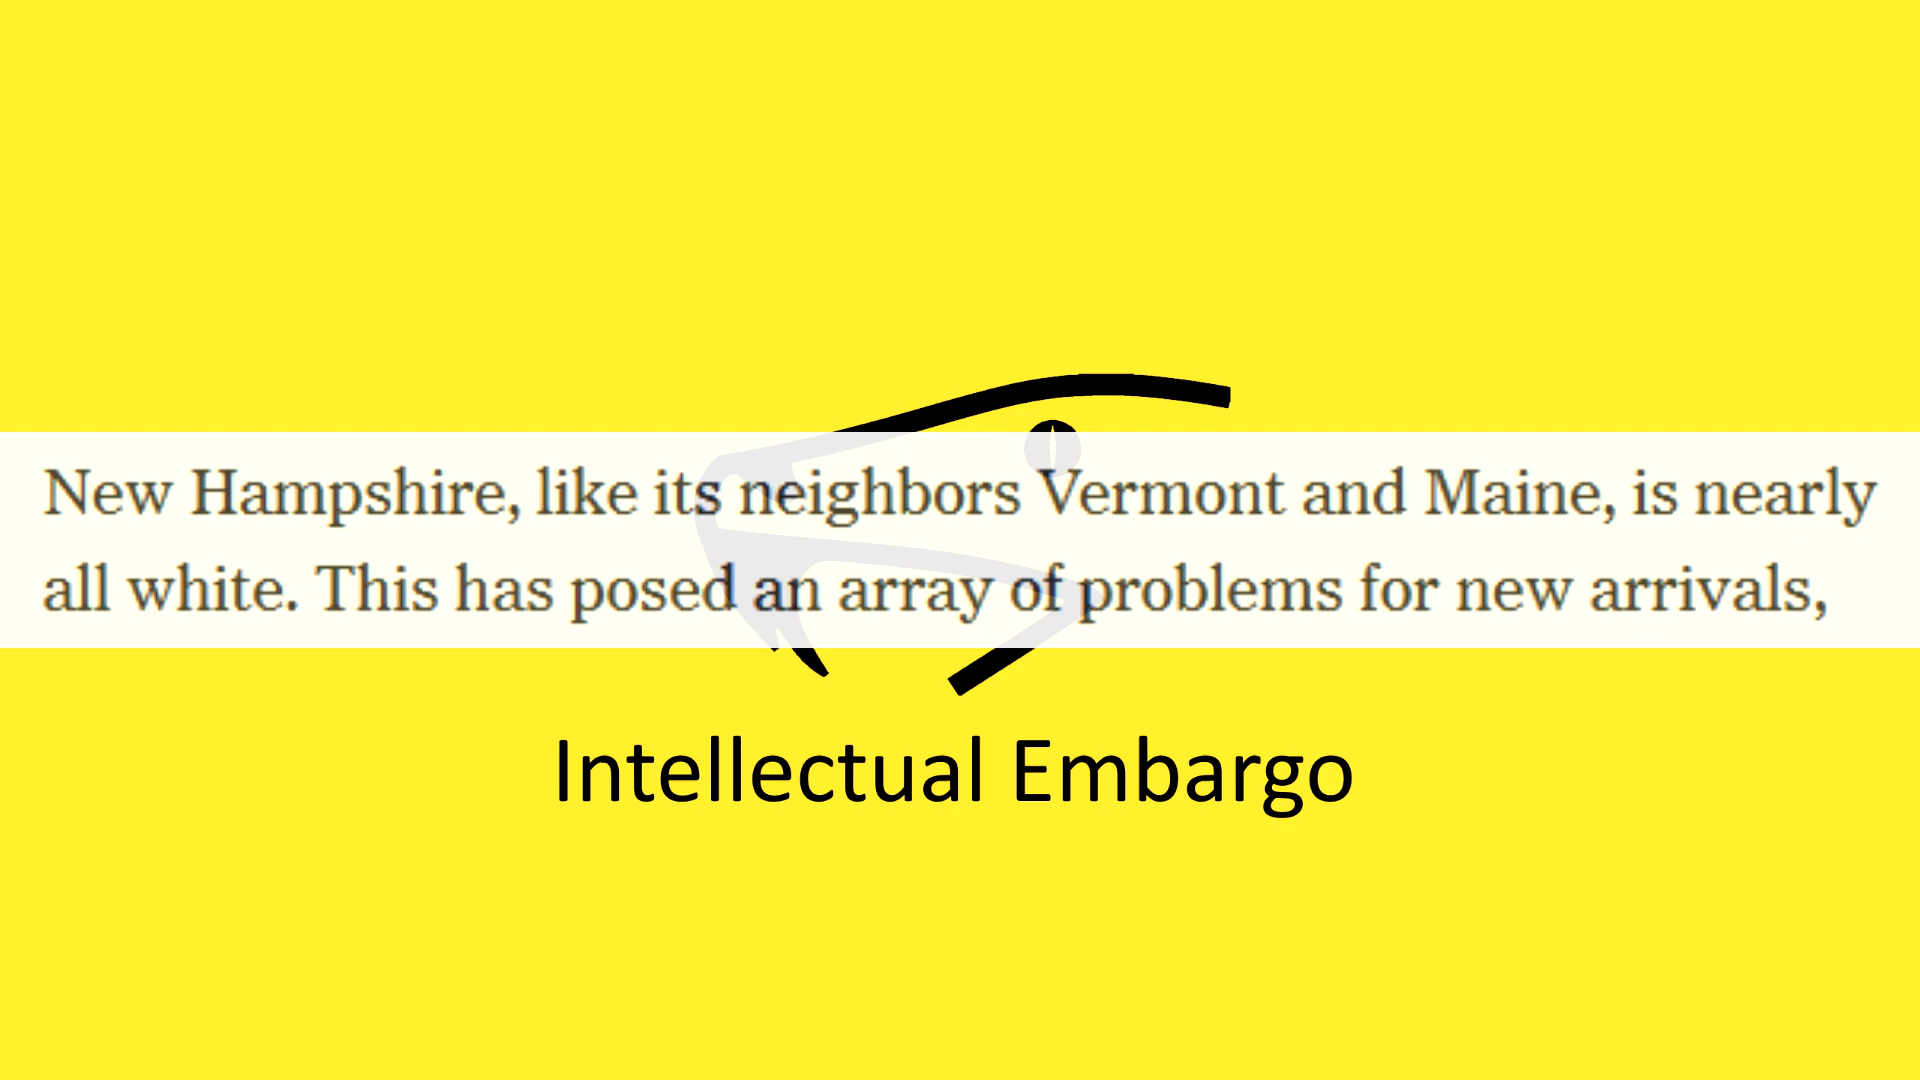 New Hampshire, like its neighbors Vermont and Maine, is nearly
all white. This has posed an array of problems for new arrivals,
Intellectual Embargo